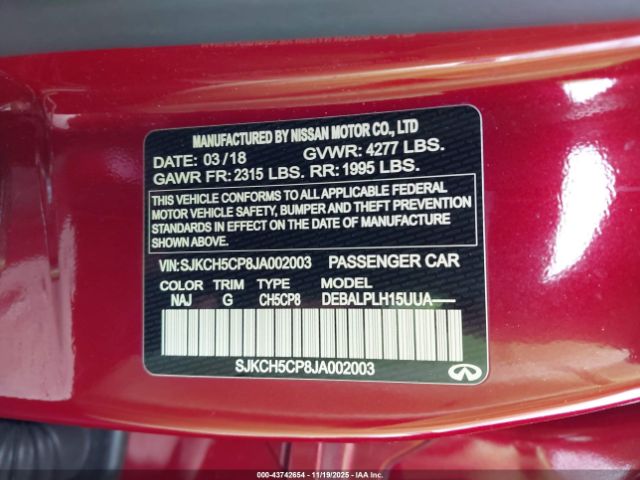 MANUFACTURED BY NISSAN MOTOR CO., LTD
DATE: 03/18 GVWR: 4277 LBS.
GAWR FR: 2315 LBS. RR: 1995 LBS.
THIS VEHICLE CONFORMS TO ALL APPLICABLE FEDERAL
MOTOR VEHICLE SAFETY, BUMPER AND THEFT PREVENTION
STANDARDS IN EFFECT ON THE DATE OF MANUFACTURE
SHOWN ABOVE.
VIN:SJKCH5CP8JA002003 PASSENGER CAR
COLOR TRIM TYPE MODEL
NAJ G CH5CP8 DEBALPLH15UUA
SJKCH5CP8JA002003
000-43742654 | 11/19/2025 | IAA Inc.